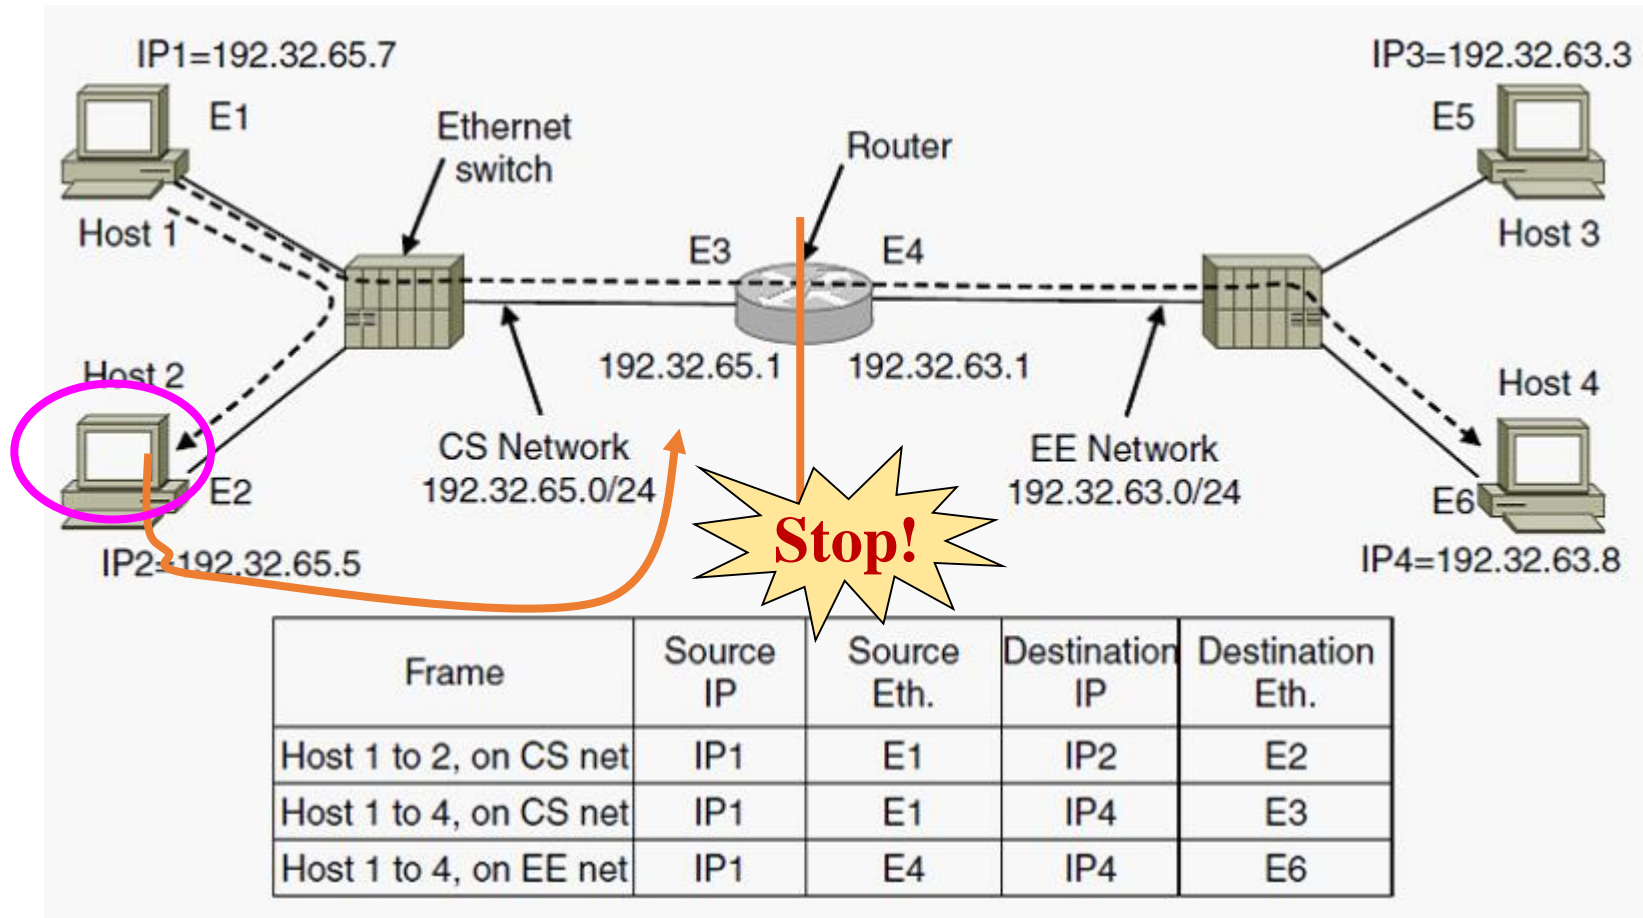 IP1=192.32.65.7
IP3=192.32.63.3
E1
Ethernet
switch
Router
E5
Host 1
E3
E4
Host 3
Host 2
192.32.65.1
192.32.63.1
Host 4
CS Network
192.32.65.0/24
EE Network
192.32.63.0/24
E2
E6
Stop!
IP2=192.32.65.5
IP4=192.32.63.8
Frame
Source
IP
Source
Eth.
Destination
IP
Destination
Eth.
Host 1 to 2, on CS net IP1 E1 IP2 E2
Host 1 to 4, on CS net IP1 E1 IP4 E3
Host 1 to 4, on EE net IP1 E4 IP4 E6